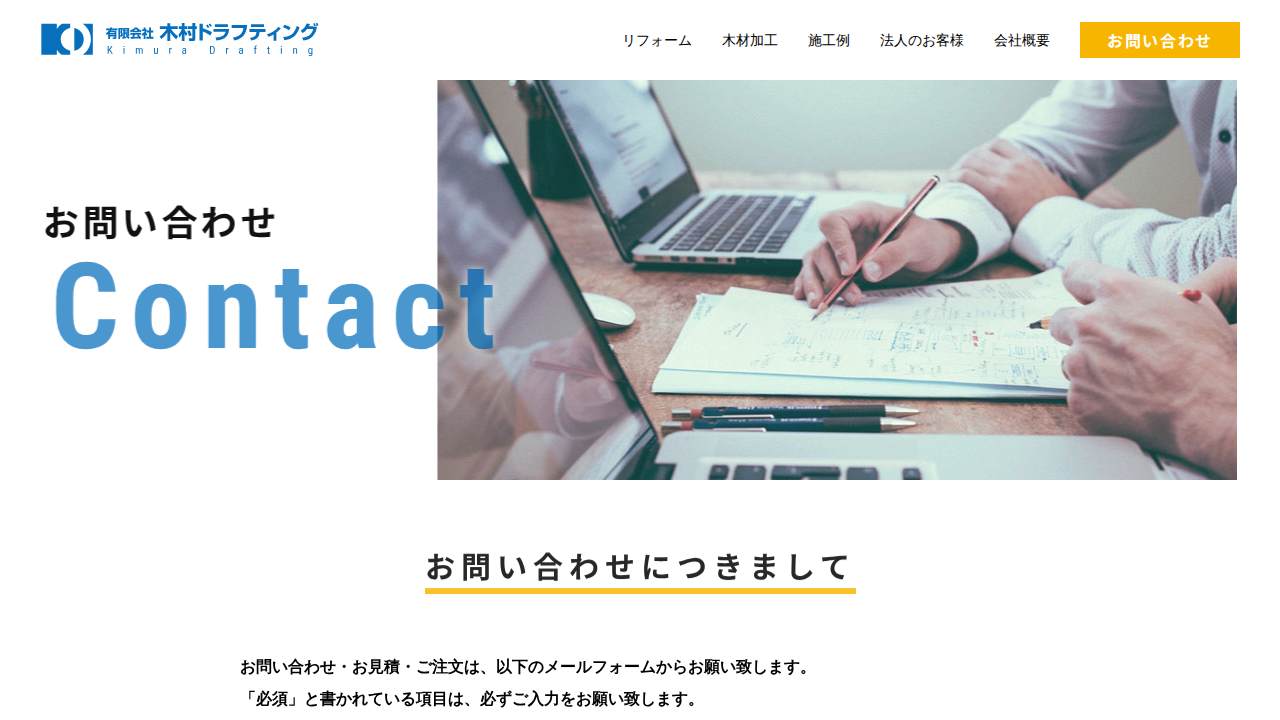 有限会社 木村ドラフティング
Kimura Drafting
リフォーム 木材加工 施工例 法人のお客様 会社概要 お問い合わせ
お問い合わせ
Contact
お問い合わせにつきまして
お問い合わせ・お見積・ご注文は、以下のメールフォームからお願い致します。
「必須」と書かれている項目は、必ずご入力をお願い致します。